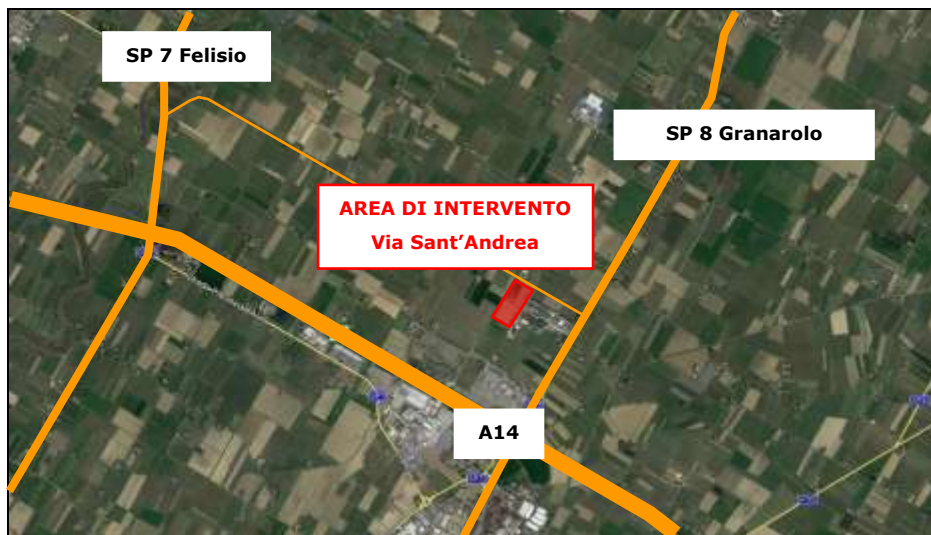 SP 7 Felisio
SP 8 Granarolo
AREA DI INTERVENTO
Via Sant’Andrea
A14